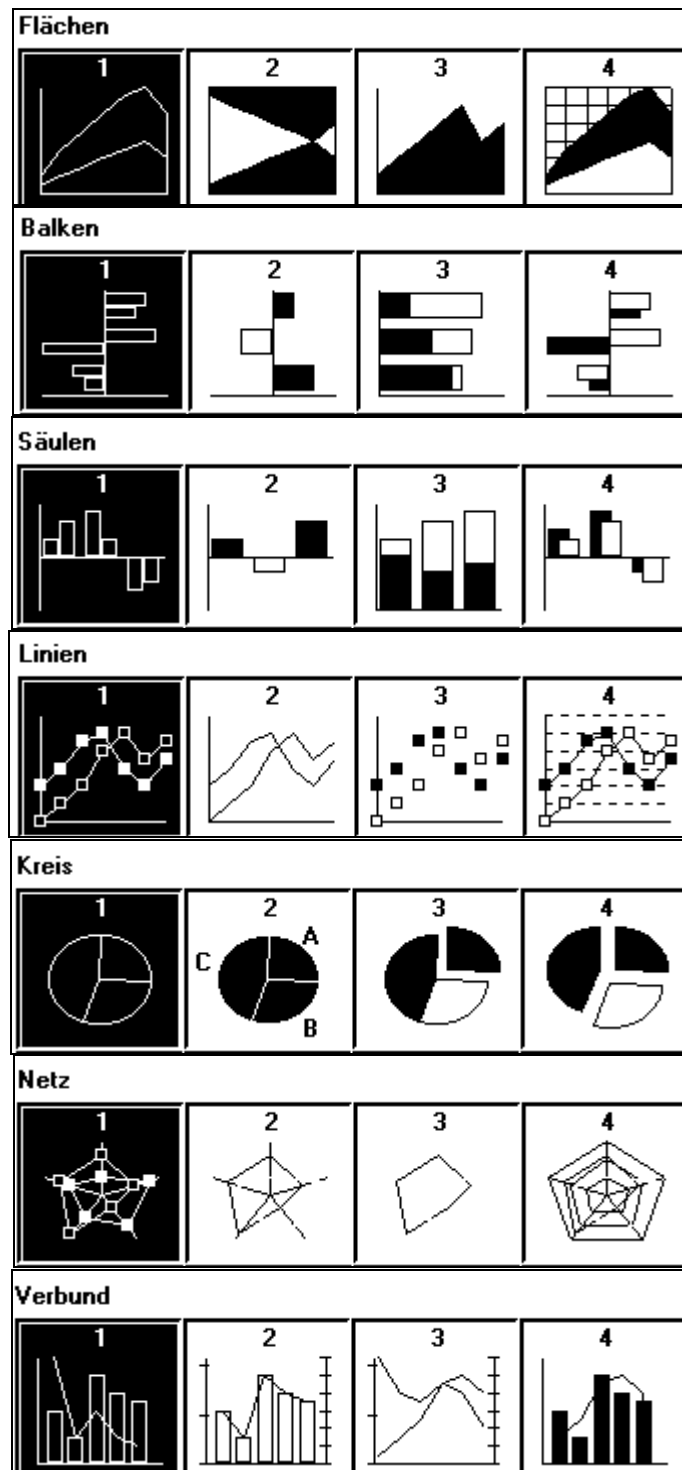 Flächen
1 2 3 4
Balken
1 2 3 4
Säulen
1 2 3 4
Linien
1 2 3 4
Kreis
1 2 3 4
A
C
B
Netz
1 2 3 4
Verbund
1 2 3 4